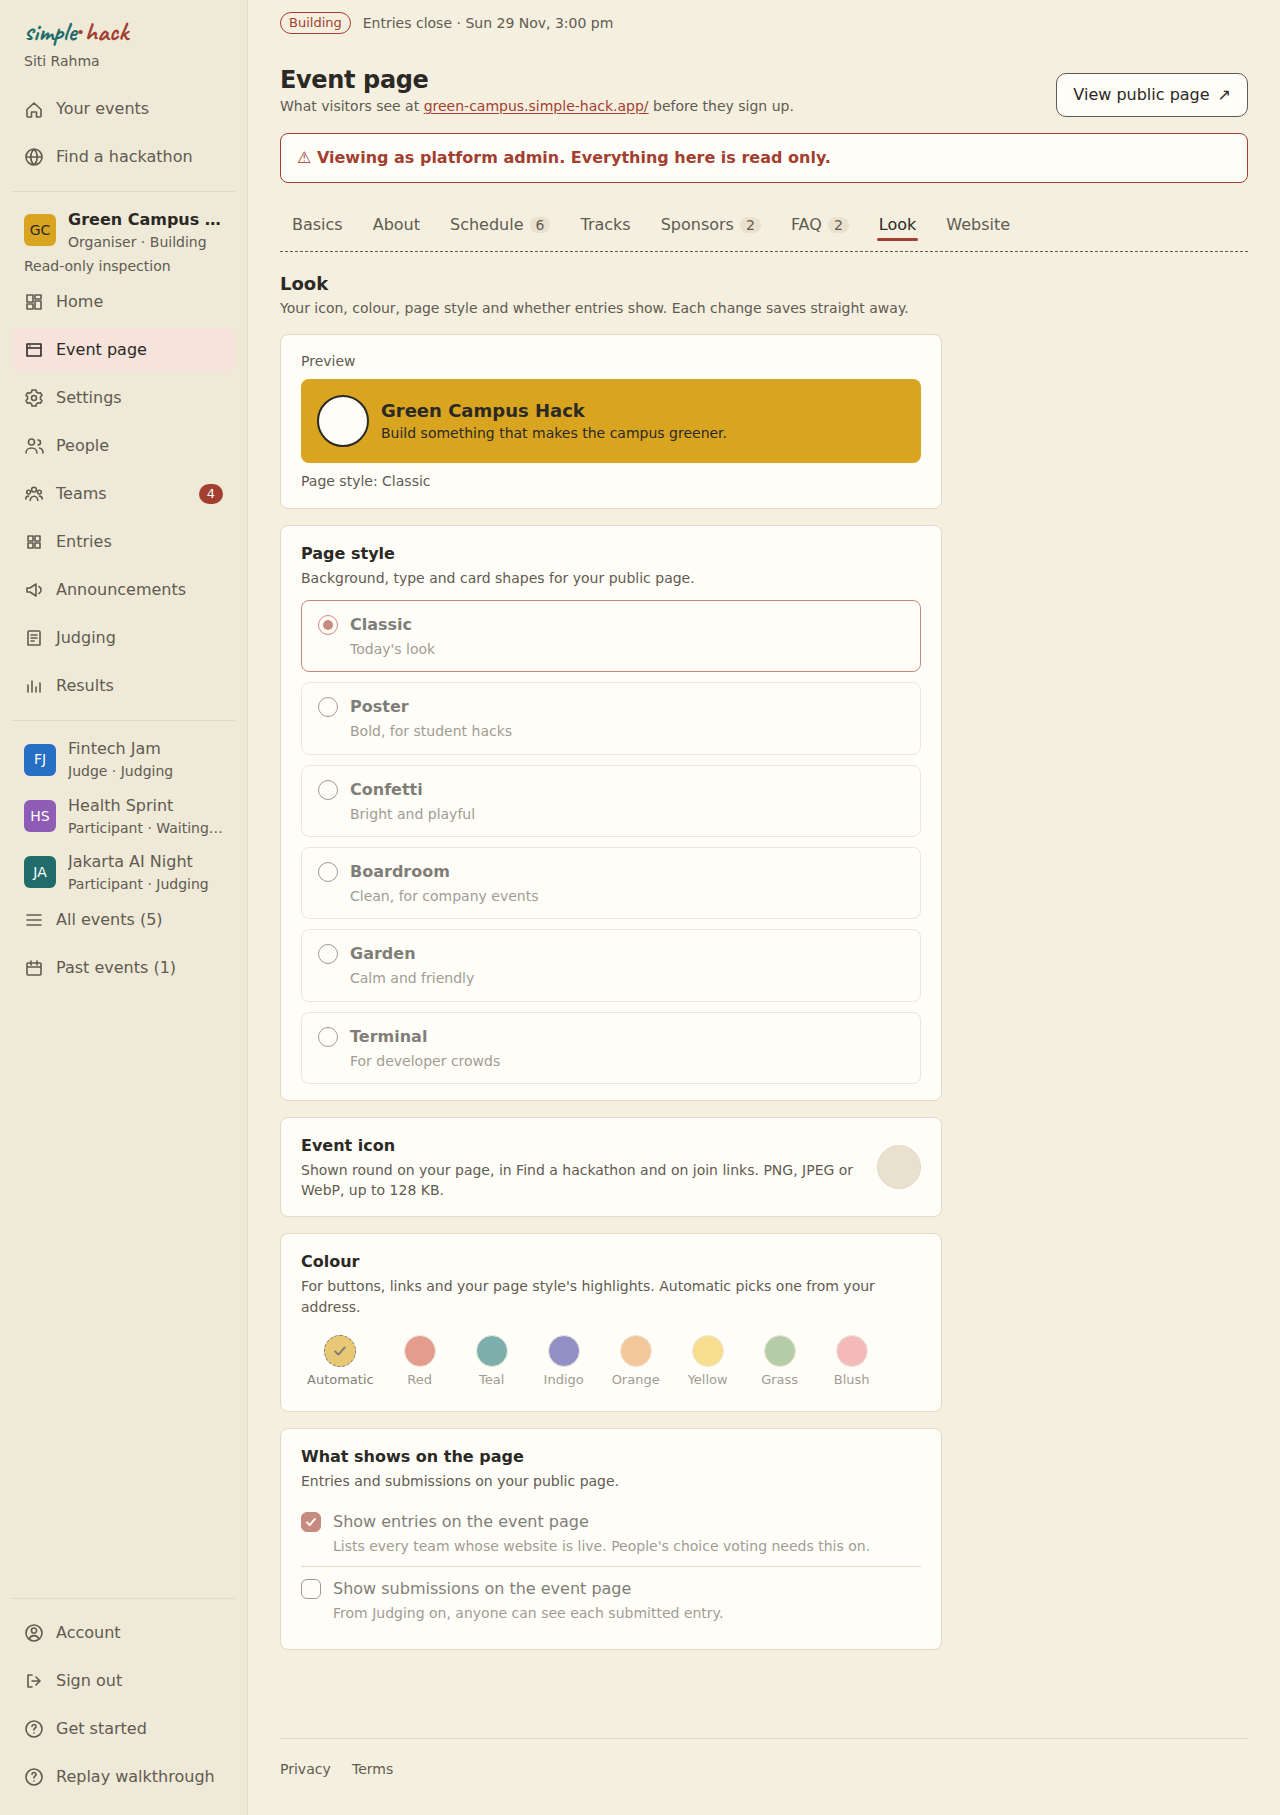 simple·hack
Siti Rahma
Your events
Find a hackathon
GC
Green Campus ...
Organiser · Building
Read-only inspection
Home
Event page
Settings
People
Teams 4
Entries
Announcements
Judging
Results
FJ
Fintech Jam
Judge · Judging
HS
Health Sprint
Participant · Waiting...
JA
Jakarta AI Night
Participant · Judging
All events (5)
Past events (1)
Account
Sign out
Get started
Replay walkthrough
Building Entries close · Sun 29 Nov, 3:00 pm
Event page
What visitors see at green-campus.simple-hack.app/ before they sign up.
View public page ↗
⚠ Viewing as platform admin. Everything here is read only.
Basics About Schedule 6 Tracks Sponsors 2 FAQ 2 Look Website
Look
Your icon, colour, page style and whether entries show. Each change saves straight away.
Preview
Green Campus Hack
Build something that makes the campus greener.
Page style: Classic
Page style
Background, type and card shapes for your public page.
Classic
Today's look
Poster
Bold, for student hacks
Confetti
Bright and playful
Boardroom
Clean, for company events
Garden
Calm and friendly
Terminal
For developer crowds
Event icon
Shown round on your page, in Find a hackathon and on join links. PNG, JPEG or
WebP, up to 128 KB.
Colour
For buttons, links and your page style's highlights. Automatic picks one from your
address.
Automatic Red Teal Indigo Orange Yellow Grass Blush
What shows on the page
Entries and submissions on your public page.
Show entries on the event page
Lists every team whose website is live. People's choice voting needs this on.
Show submissions on the event page
From Judging on, anyone can see each submitted entry.
Privacy Terms